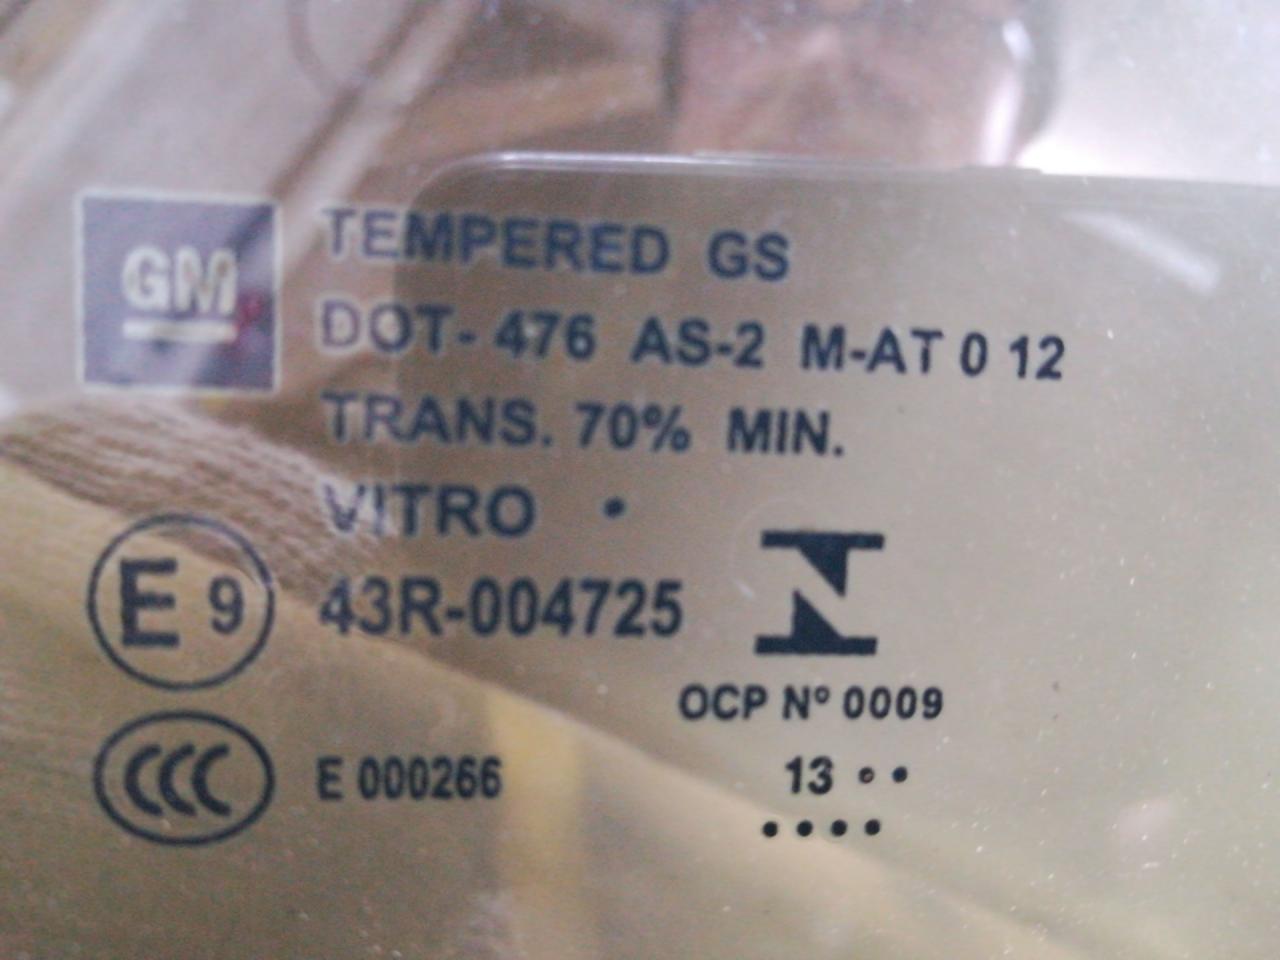 GM
TEMPERED GS
DOT- 476 AS-2 M-AT 0 12
TRANS. 70% MIN.
VITRO •
E 9
43R-004725
OCP Nº 0009
CCC
E 000266
13 • •
• • • •